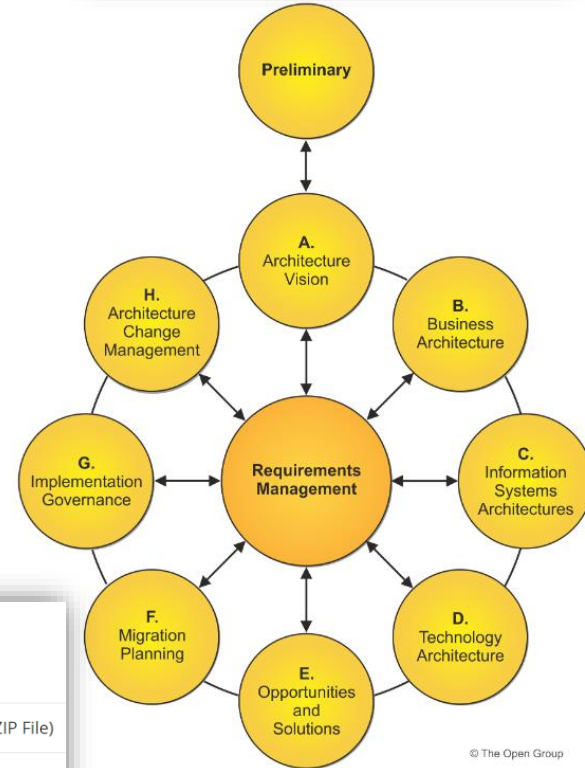 Preliminary
A.
Architecture
Vision
H.
Architecture
Change
Management
B.
Business
Architecture
G.
Implementation
Governance
Requirements
Management
C.
Information
Systems
Architectures
F.
Migration
Planning
D.
Technology
Architecture
E.
Opportunities
and
Solutions
ZIP File)
© The Open Group